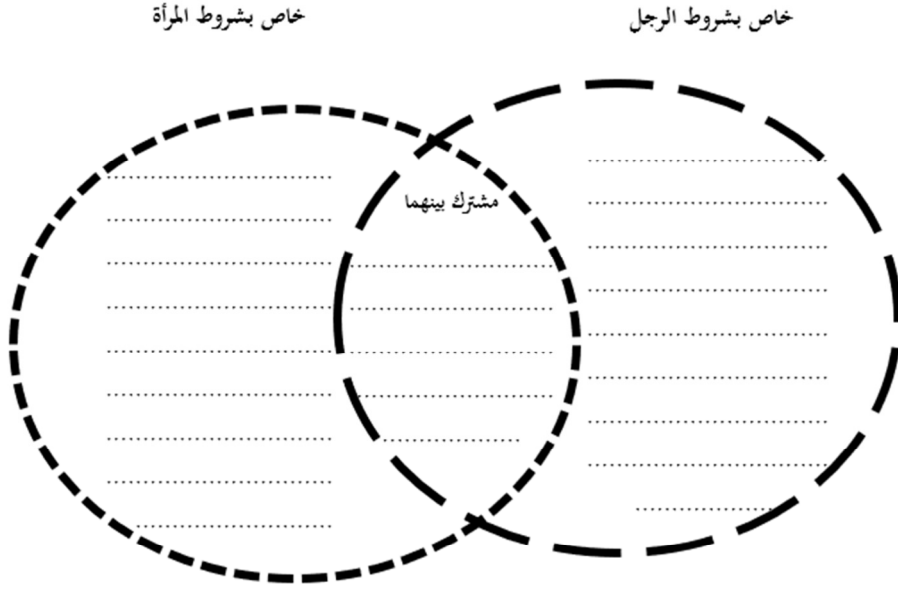 خاص بشروط الرجل
خاص بشروط المرأة
مشترك بينهما